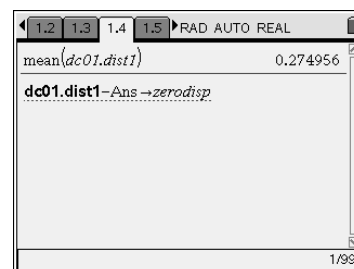 1.2 1.3 1.4 1.5 RAD AUTO REAL
mean(dc01.dist1) 0.274956
dc01.dist1−Ans→zerodisp
1/99